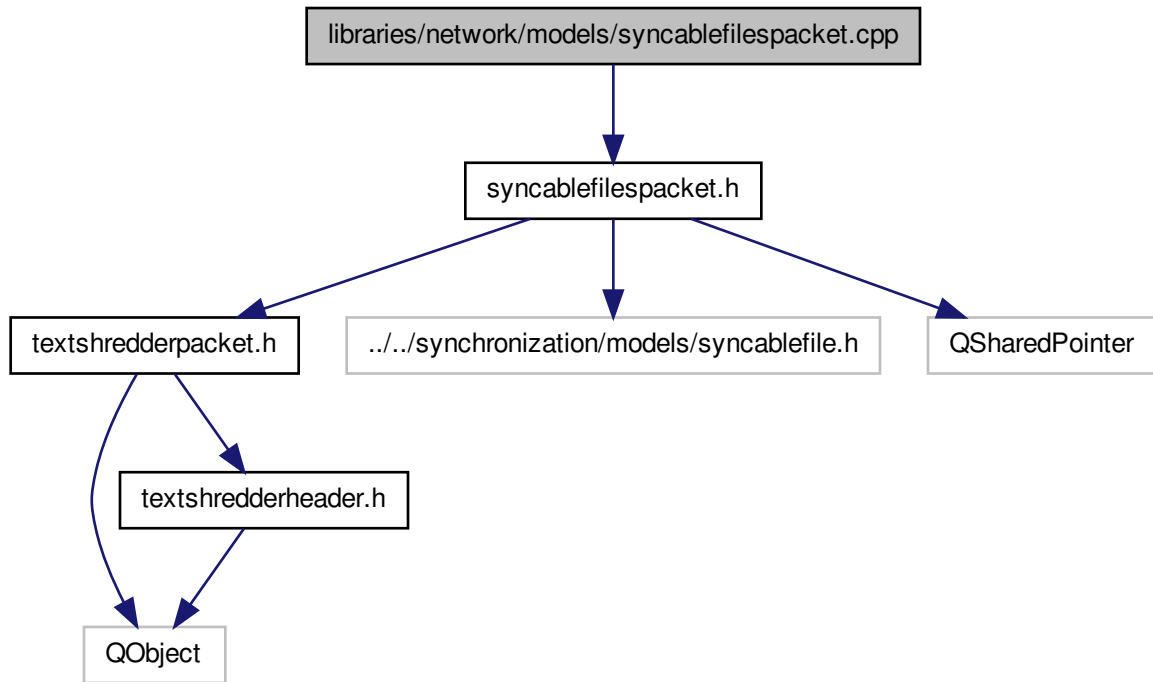 libraries/network/models/syncablefilespacket.cpp
syncablefilespacket.h
textshredderpacket.h
../../synchronization/models/syncablefile.h
QSharedPointer
textshredderheader.h
QObject